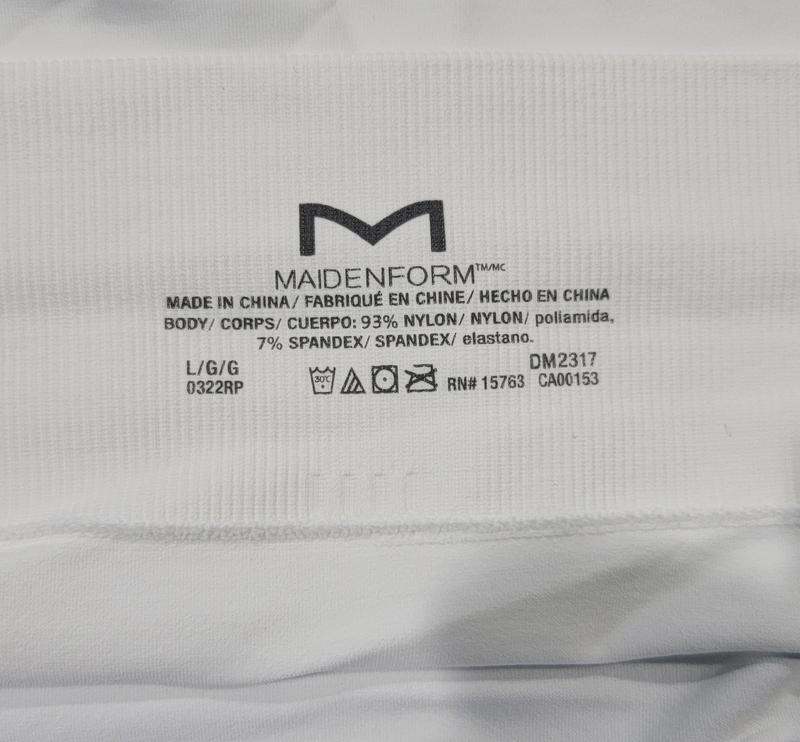 MAIDENFORM™/MC
MADE IN CHINA/ FABRIQUÉ EN CHINE/ HECHO EN CHINA
BODY/ CORPS/ CUERPO: 93% NYLON/ NYLON/ poliamida,
7% SPANDEX/ SPANDEX/ elastano.
L/G/G
0322RP
30°C
DM2317
RN# 15763 CA00153